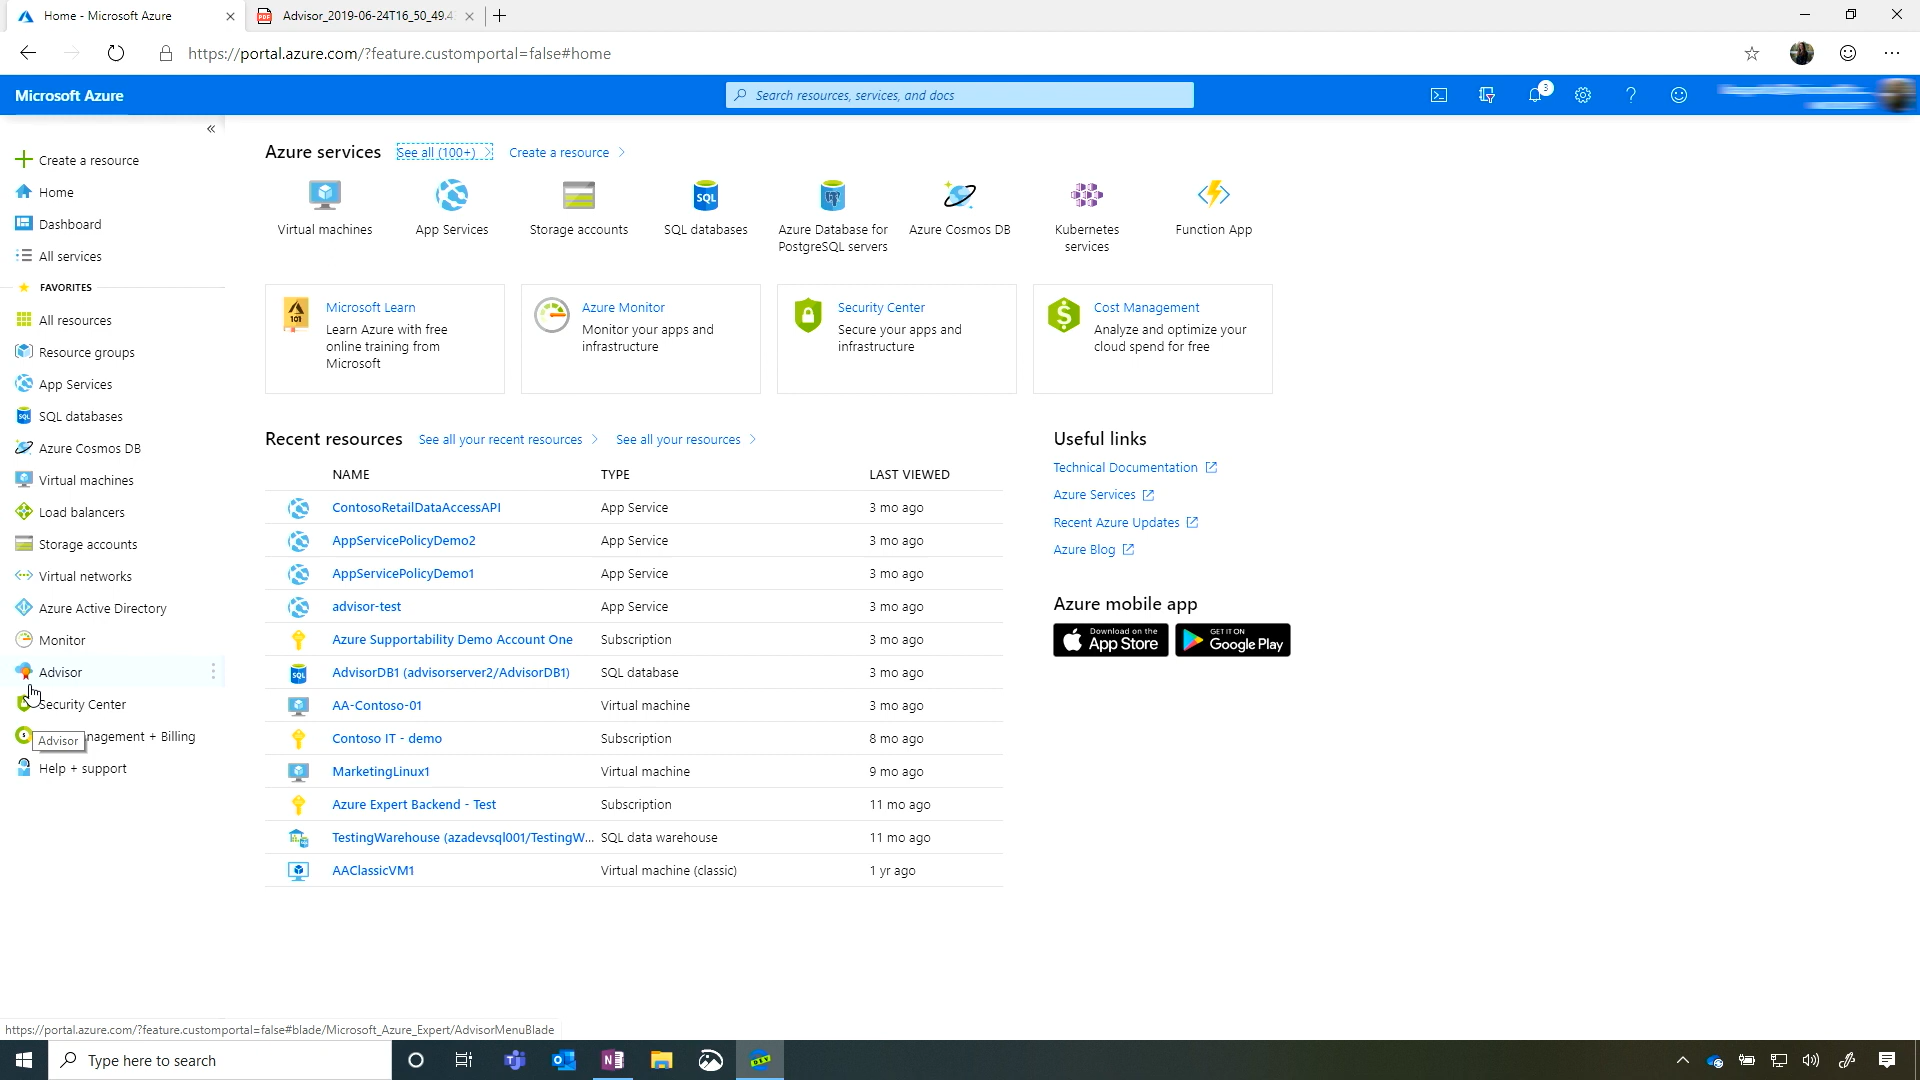 Home - Microsoft Azure
Advisor_2019-06-24T16_50_49.4
https://portal.azure.com/?feature.customportal=false#home
Microsoft Azure
Search resources, services, and docs
3
Create a resource
Home
Dashboard
All services
FAVORITES
All resources
Resource groups
App Services
SQL databases
Azure Cosmos DB
Virtual machines
Load balancers
Storage accounts
Virtual networks
Azure Active Directory
Monitor
Advisor
Security Center
Advisor
nagement + Billing
Help + support
Azure services
See all (100+)
Create a resource
Virtual machines
App Services
Storage accounts
SQL
SQL databases
Azure Database for
PostgreSQL servers
Azure Cosmos DB
Kubernetes
services
Function App
101
Microsoft Learn
Learn Azure with free
online training from
Microsoft
Azure Monitor
Monitor your apps and
infrastructure
Security Center
Secure your apps and
infrastructure
Cost Management
Analyze and optimize your
cloud spend for free
Recent resources
See all your recent resources
See all your resources
NAME TYPE LAST VIEWED
ContosoRetailDataAccessAPI App Service 3 mo ago
AppServicePolicyDemo2 App Service 3 mo ago
AppServicePolicyDemo1 App Service 3 mo ago
advisor-test App Service 3 mo ago
Azure Supportability Demo Account One Subscription 3 mo ago
AdvisorDB1 (advisorserver2/AdvisorDB1) SQL database 3 mo ago
AA-Contoso-01 Virtual machine 3 mo ago
Contoso IT - demo Subscription 8 mo ago
MarketingLinux1 Virtual machine 9 mo ago
Azure Expert Backend - Test Subscription 11 mo ago
TestingWarehouse (azadevsql001/TestingW... SQL data warehouse 11 mo ago
AAClassicVM1 Virtual machine (classic) 1 yr ago
Useful links
Technical Documentation
Azure Services
Recent Azure Updates
Azure Blog
Azure mobile app
Download on the
App Store
GET IT ON
Google Play
https://portal.azure.com/?feature.customportal=false#blade/Microsoft_Azure_Expert/AdvisorMenuBlade
Type here to search